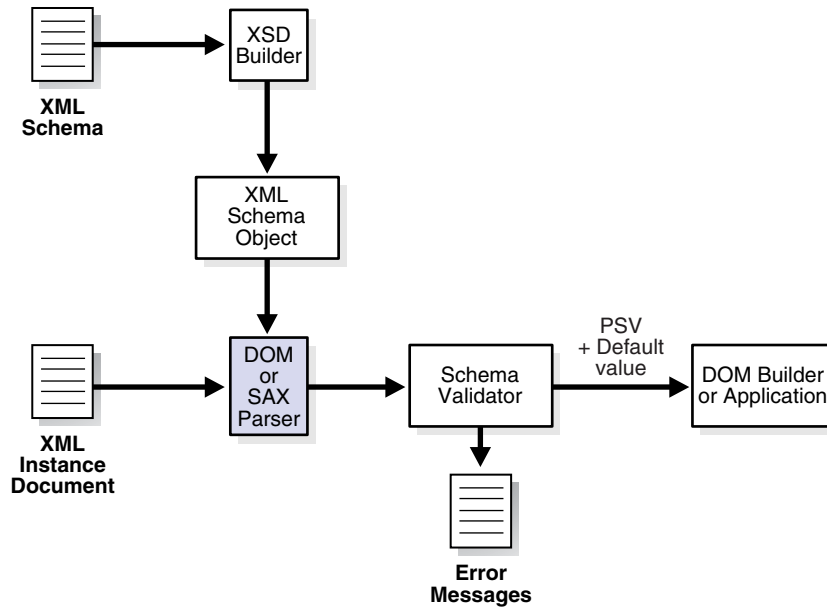 XSD
Builder
XML
Schema
XML
Schema
Object
DOM
or
SAX
Parser
XML
Instance
Document
Schema
Validator
PSV
+ Default
value
DOM Builder
or Application
Error
Messages